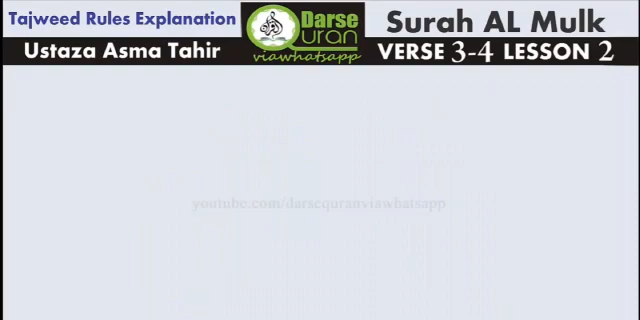 Tajweed Rules Explanation
Ustaza Asma Tahir
Darse
Quran
viawhatsapp
Surah AL Mulk
VERSE 3-4 LESSON 2
youtube.com/darsequranviawhatsapp